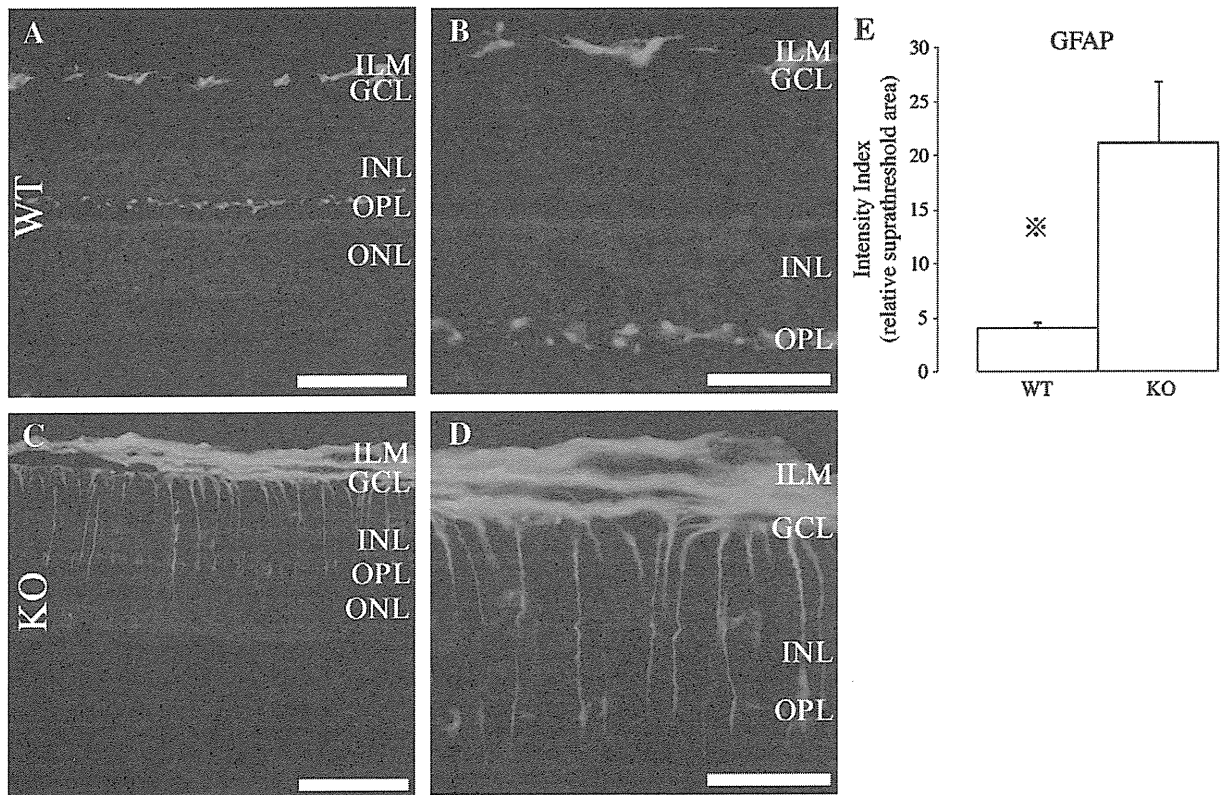 A
ILM
GCL
INL
OPL
ONL
WT
B
ILM
GCL
INL
OPL
C
ILM
GCL
INL
OPL
ONL
KO
D
ILM
GCL
INL
OPL
E
GFAP
Intensity Index
(relative suprathreshold area)
30
25
20
15
10
5
0
※
WT
KO